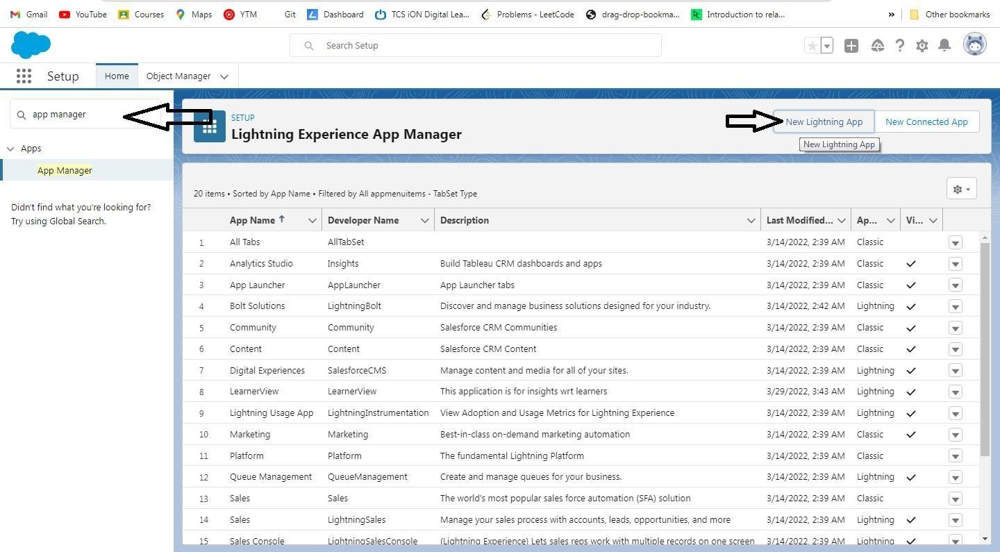 Gmail YouTube Courses Maps YTM Git Dashboard TCS iON Digital Lea... Problems - LeetCode drag-drop-bookma... Introduction to rela... » Other bookmarks
Search Setup
Setup Home Object Manager
app manager
SETUP
Lightning Experience App Manager
New Lightning App New Connected App
New Lightning App
Apps
App Manager
Didn't find what you're looking for?
Try using Global Search.
20 items • Sorted by App Name • Filtered by All appmenuitems - TabSet Type
App Name ↑ Developer Name Description Last Modified... Ap... Vi...
1 All Tabs AllTabSet 3/14/2022, 2:39 AM Classic
2 Analytics Studio Insights Build Tableau CRM dashboards and apps 3/14/2022, 2:39 AM Classic
3 App Launcher AppLauncher App Launcher tabs 3/14/2022, 2:39 AM Classic
4 Bolt Solutions LightningBolt Discover and manage business solutions designed for your industry. 3/14/2022, 2:42 AM Lightning
5 Community Community Salesforce CRM Communities 3/14/2022, 2:39 AM Classic
6 Content Content Salesforce CRM Content 3/14/2022, 2:39 AM Classic
7 Digital Experiences SalesforceCMS Manage content and media for all of your sites. 3/14/2022, 2:39 AM Lightning
8 LearnerView LearnerView This application is for insights wrt learners 3/29/2022, 3:43 AM Lightning
9 Lightning Usage App LightningInstrumentation View Adoption and Usage Metrics for Lightning Experience 3/14/2022, 2:39 AM Lightning
10 Marketing Marketing Best-in-class on-demand marketing automation 3/14/2022, 2:39 AM Classic
11 Platform Platform The fundamental Lightning Platform 3/14/2022, 2:39 AM Classic
12 Queue Management QueueManagement Create and manage queues for your business. 3/14/2022, 2:39 AM Lightning
13 Sales Sales The world's most popular sales force automation (SFA) solution 3/14/2022, 2:39 AM Classic
14 Sales LightningSales Manage your sales process with accounts, leads, opportunities, and more 3/14/2022, 2:39 AM Lightning
15 Sales Console LightningSalesConsole (Lightning Experience) Lets sales reps work with multiple records on one screen 3/14/2022, 2:39 AM Lightning